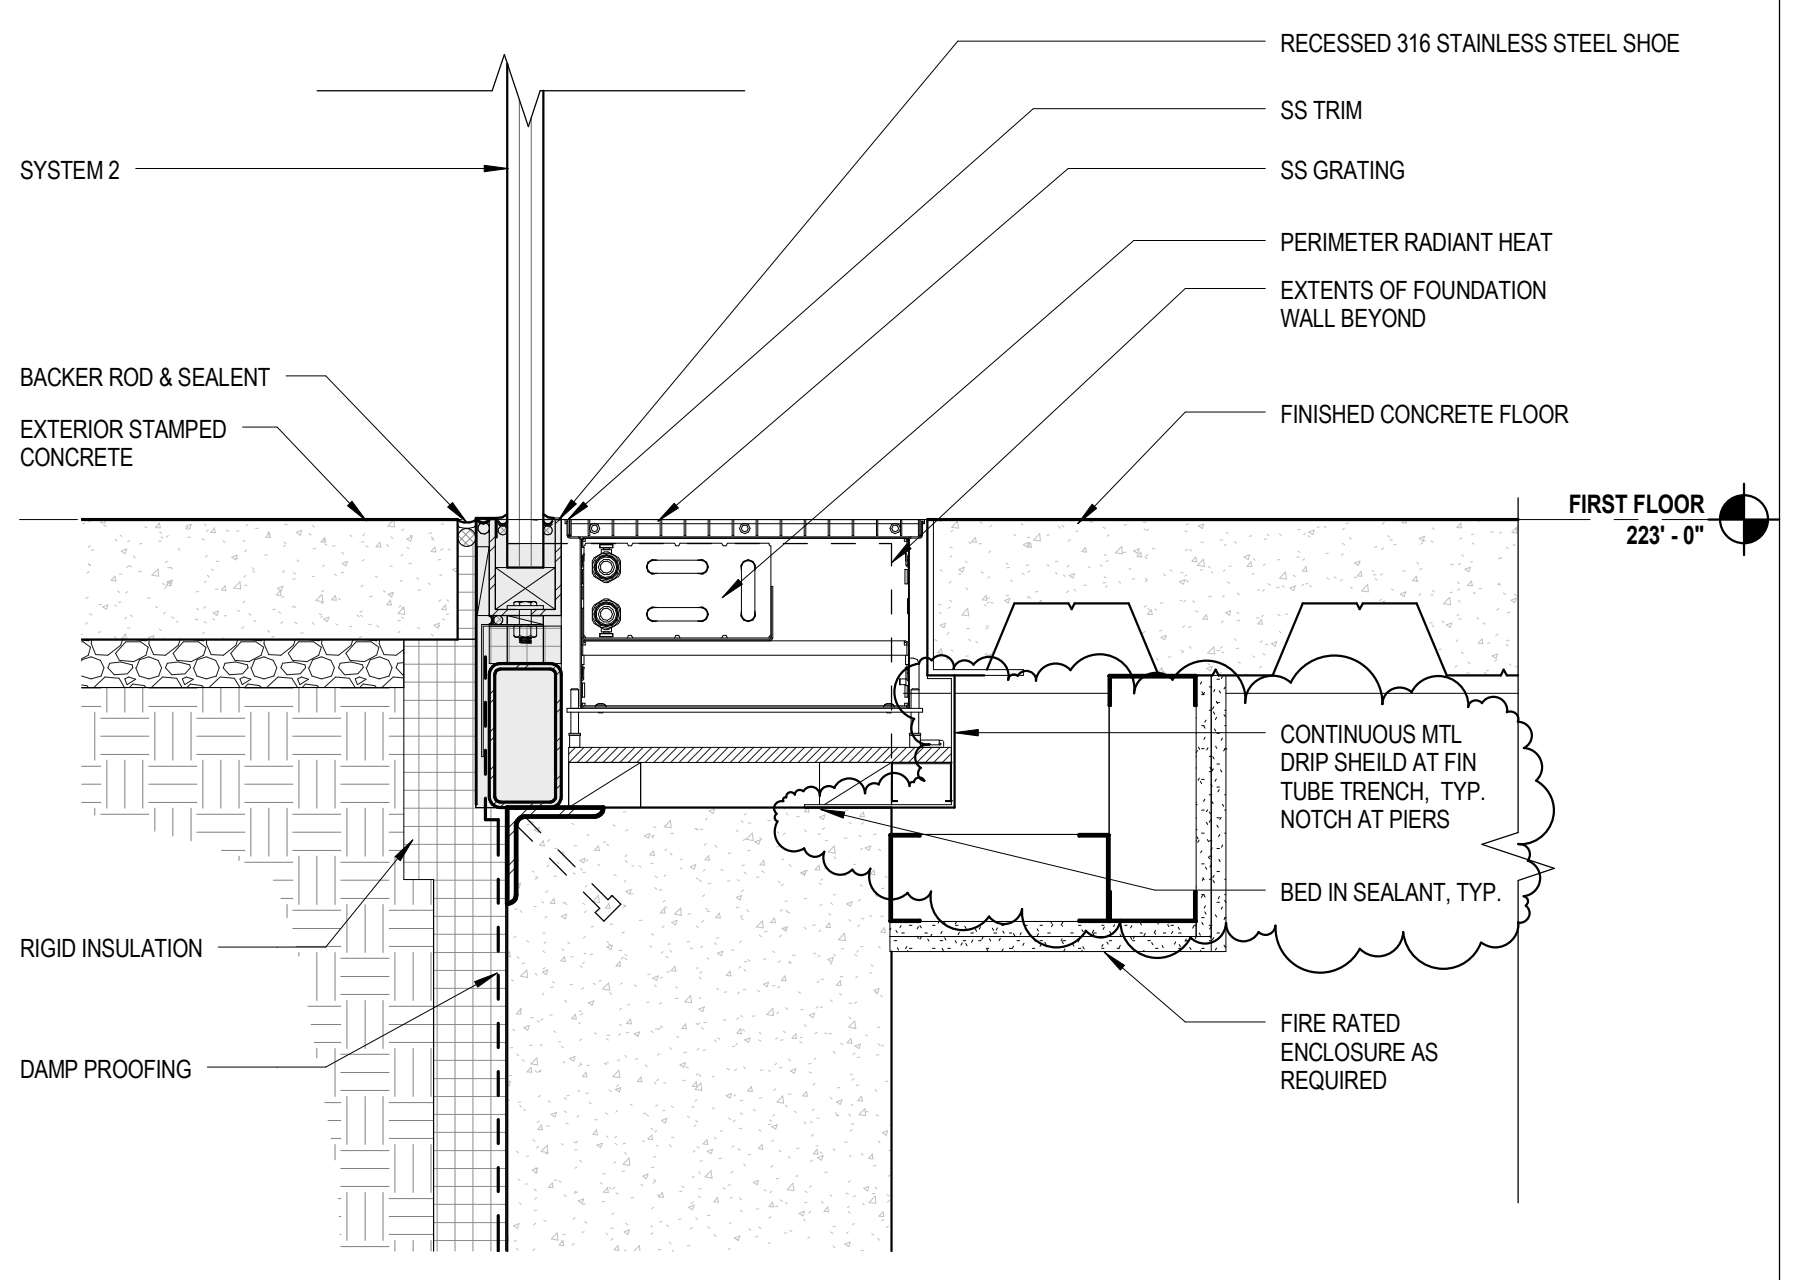 RECESSED 316 STAINLESS STEEL SHOE
SS TRIM
SYSTEM 2
SS GRATING
PERIMETER RADIANT HEAT
EXTENTS OF FOUNDATION
WALL BEYOND
BACKER ROD & SEALENT
EXTERIOR STAMPED
CONCRETE
FINISHED CONCRETE FLOOR
FIRST FLOOR
223' - 0"
CONTINUOUS MTL
DRIP SHEILD AT FIN
TUBE TRENCH, TYP.
NOTCH AT PIERS
BED IN SEALANT, TYP.
RIGID INSULATION
FIRE RATED
ENCLOSURE AS
REQUIRED
DAMP PROOFING